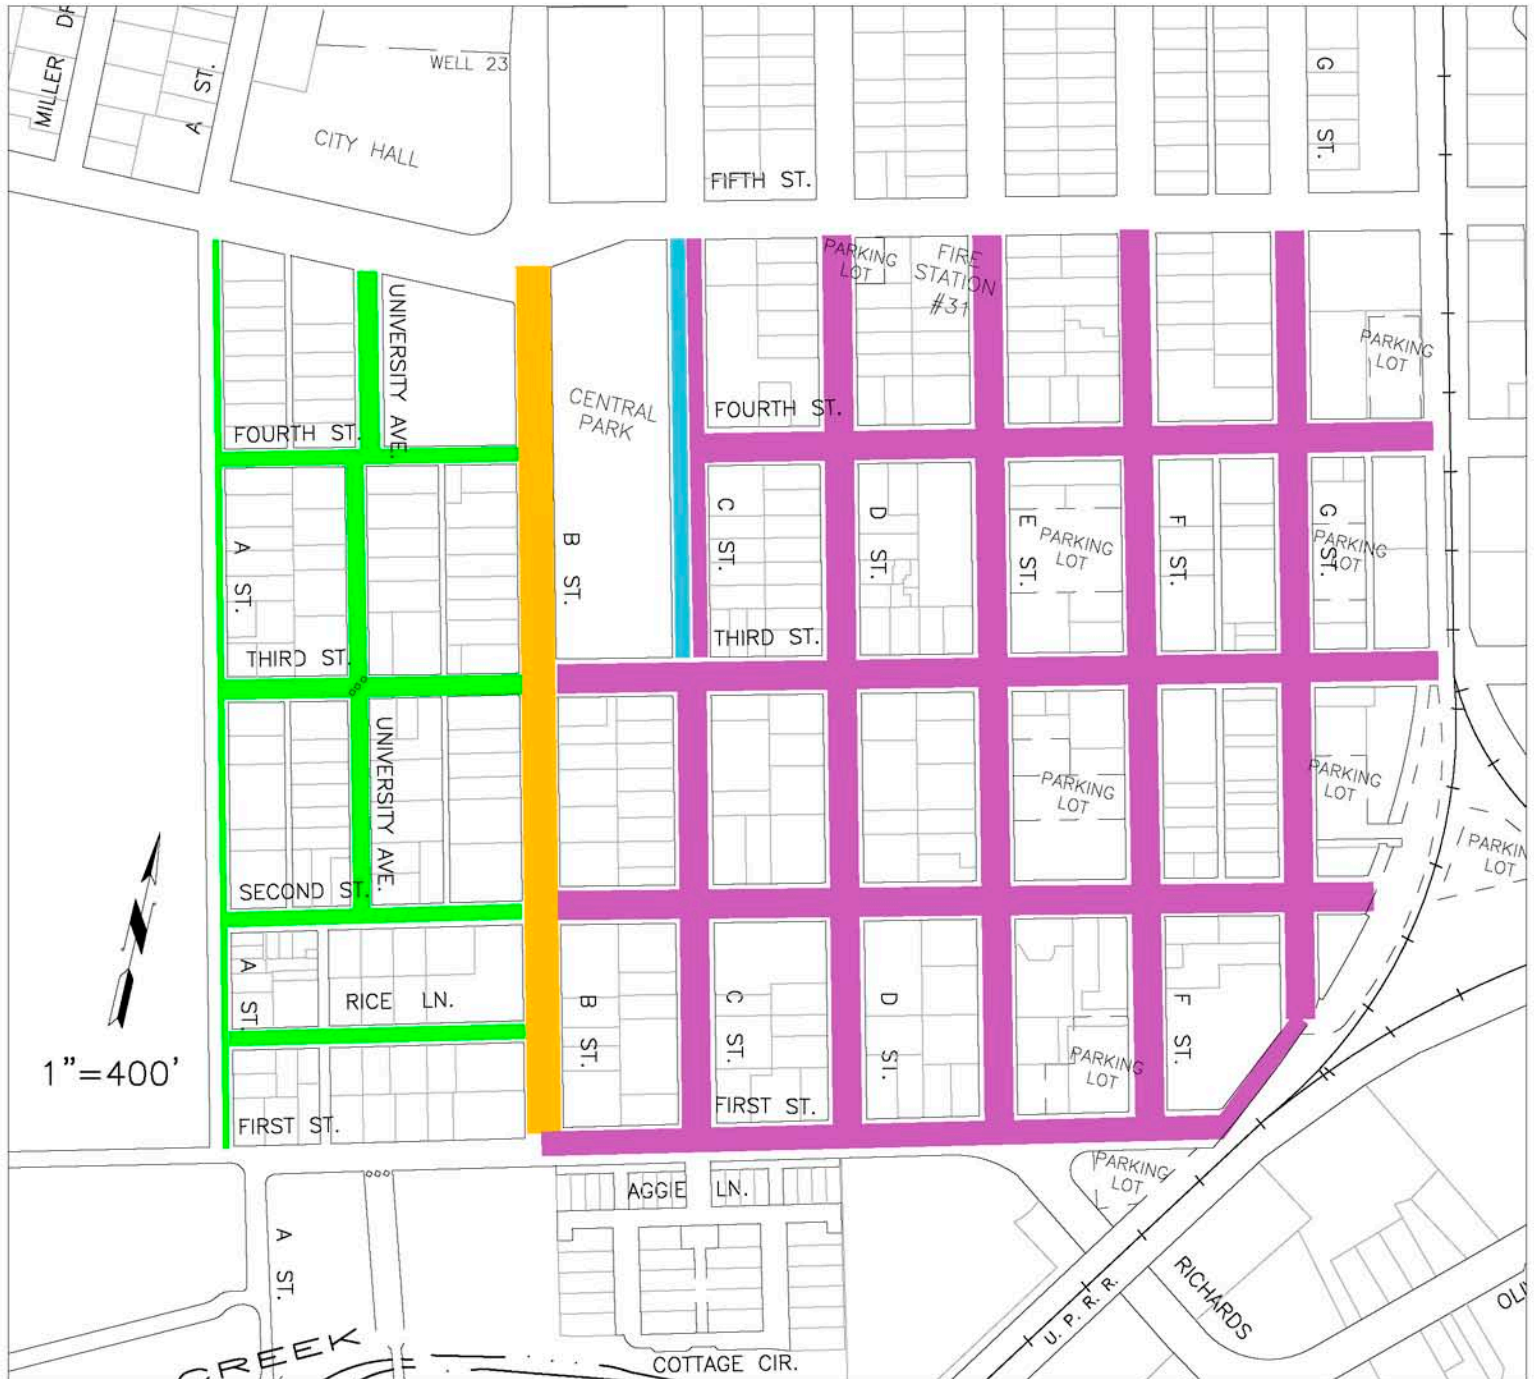 MILLER DR
A ST.
WELL 23
CITY HALL
G ST.
FIFTH ST.
PARKING
LOT
FIRE
STATION
#31
UNIVERSITY AVE.
CENTRAL
PARK
PARKING
LOT
FOURTH ST.
FOURTH ST.
A ST.
B ST.
C ST.
D ST.
E ST.
PARKING
LOT
F ST.
G ST.
PARKING
LOT
THIRD ST.
THIRD ST.
UNIVERSITY AVE.
PARKING
LOT
PARKING
LOT
PARKIN
LOT
SECOND ST.
A ST.
RICE LN.
B ST.
C ST.
D ST.
F ST.
PARKING
LOT
1"=400'
FIRST ST.
FIRST ST.
PARKING
LOT
AGGIE LN.
A ST.
RICHARDS
U. P. R. R.
CREEK
COTTAGE CIR.